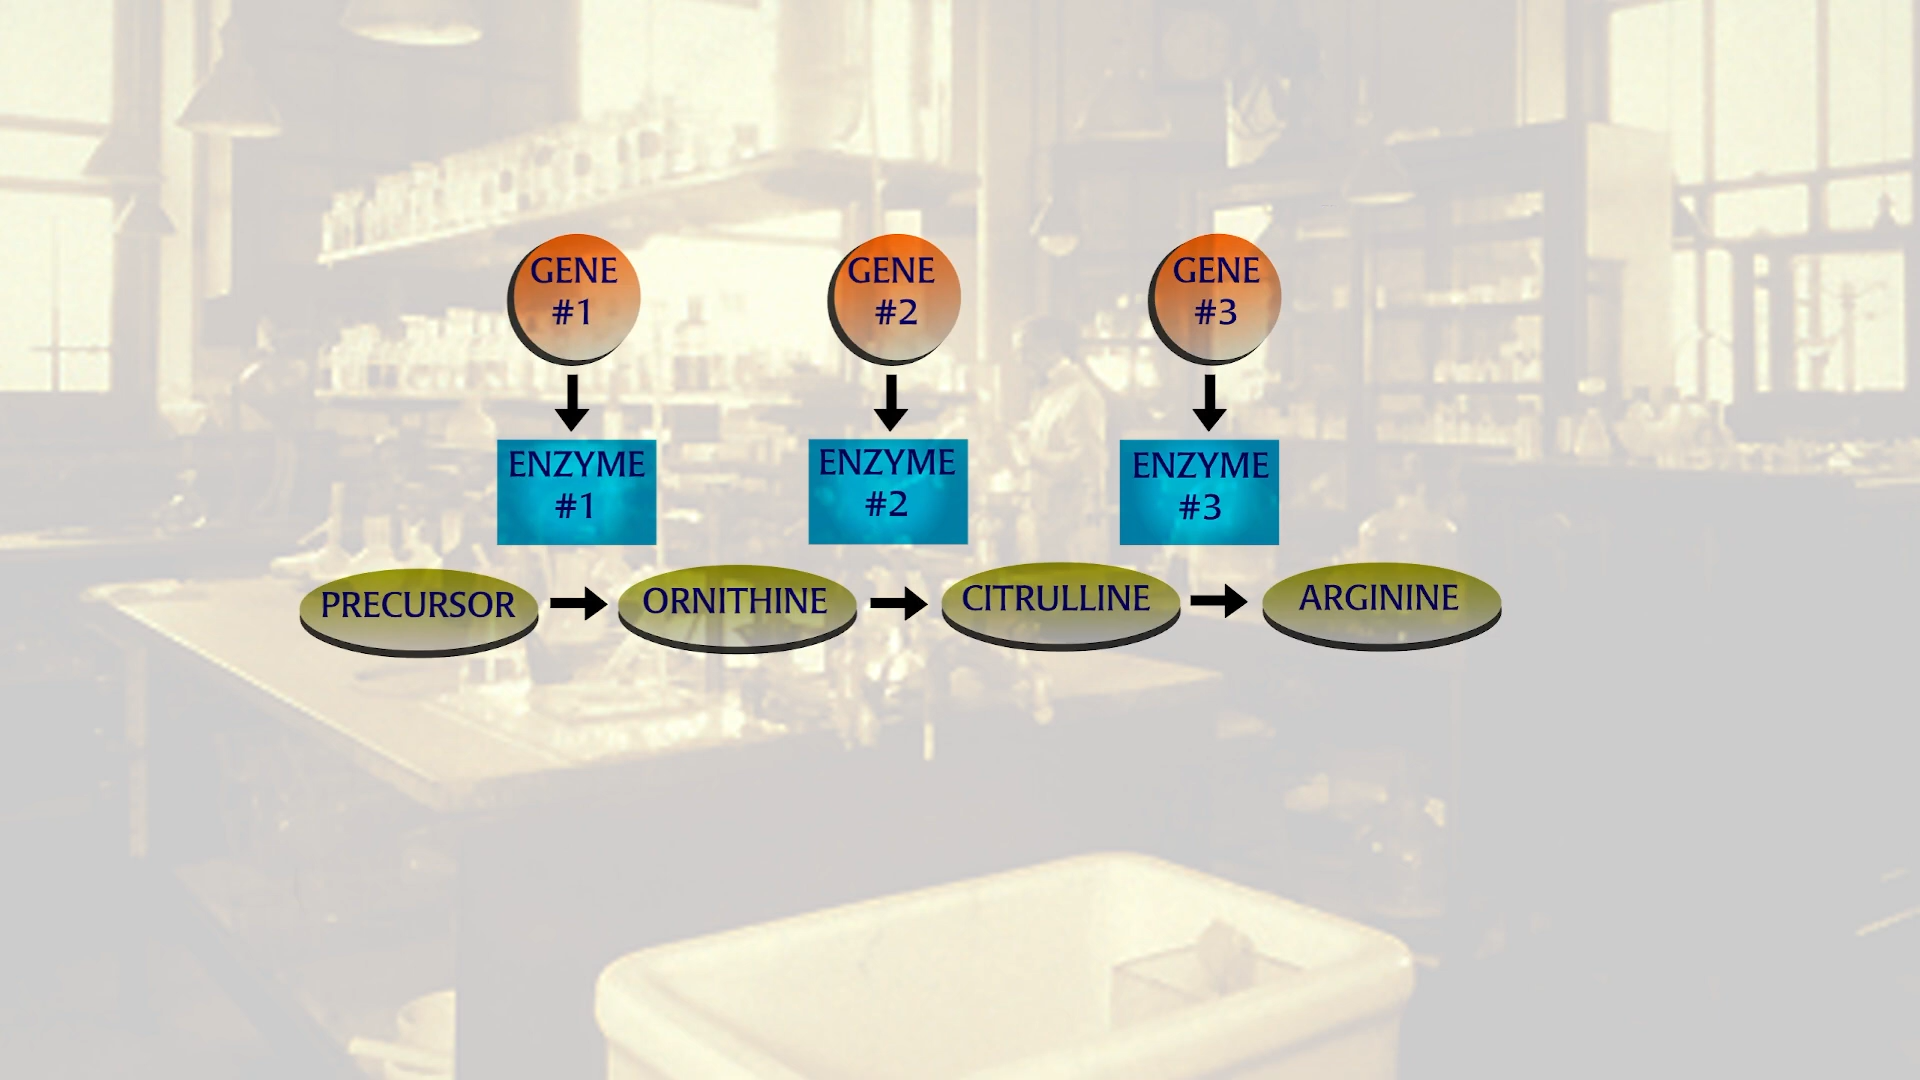 GENE
#1
GENE
#2
GENE
#3
ENZYME
#1
ENZYME
#2
ENZYME
#3
PRECURSOR
ORNITHINE
CITRULLINE
ARGININE